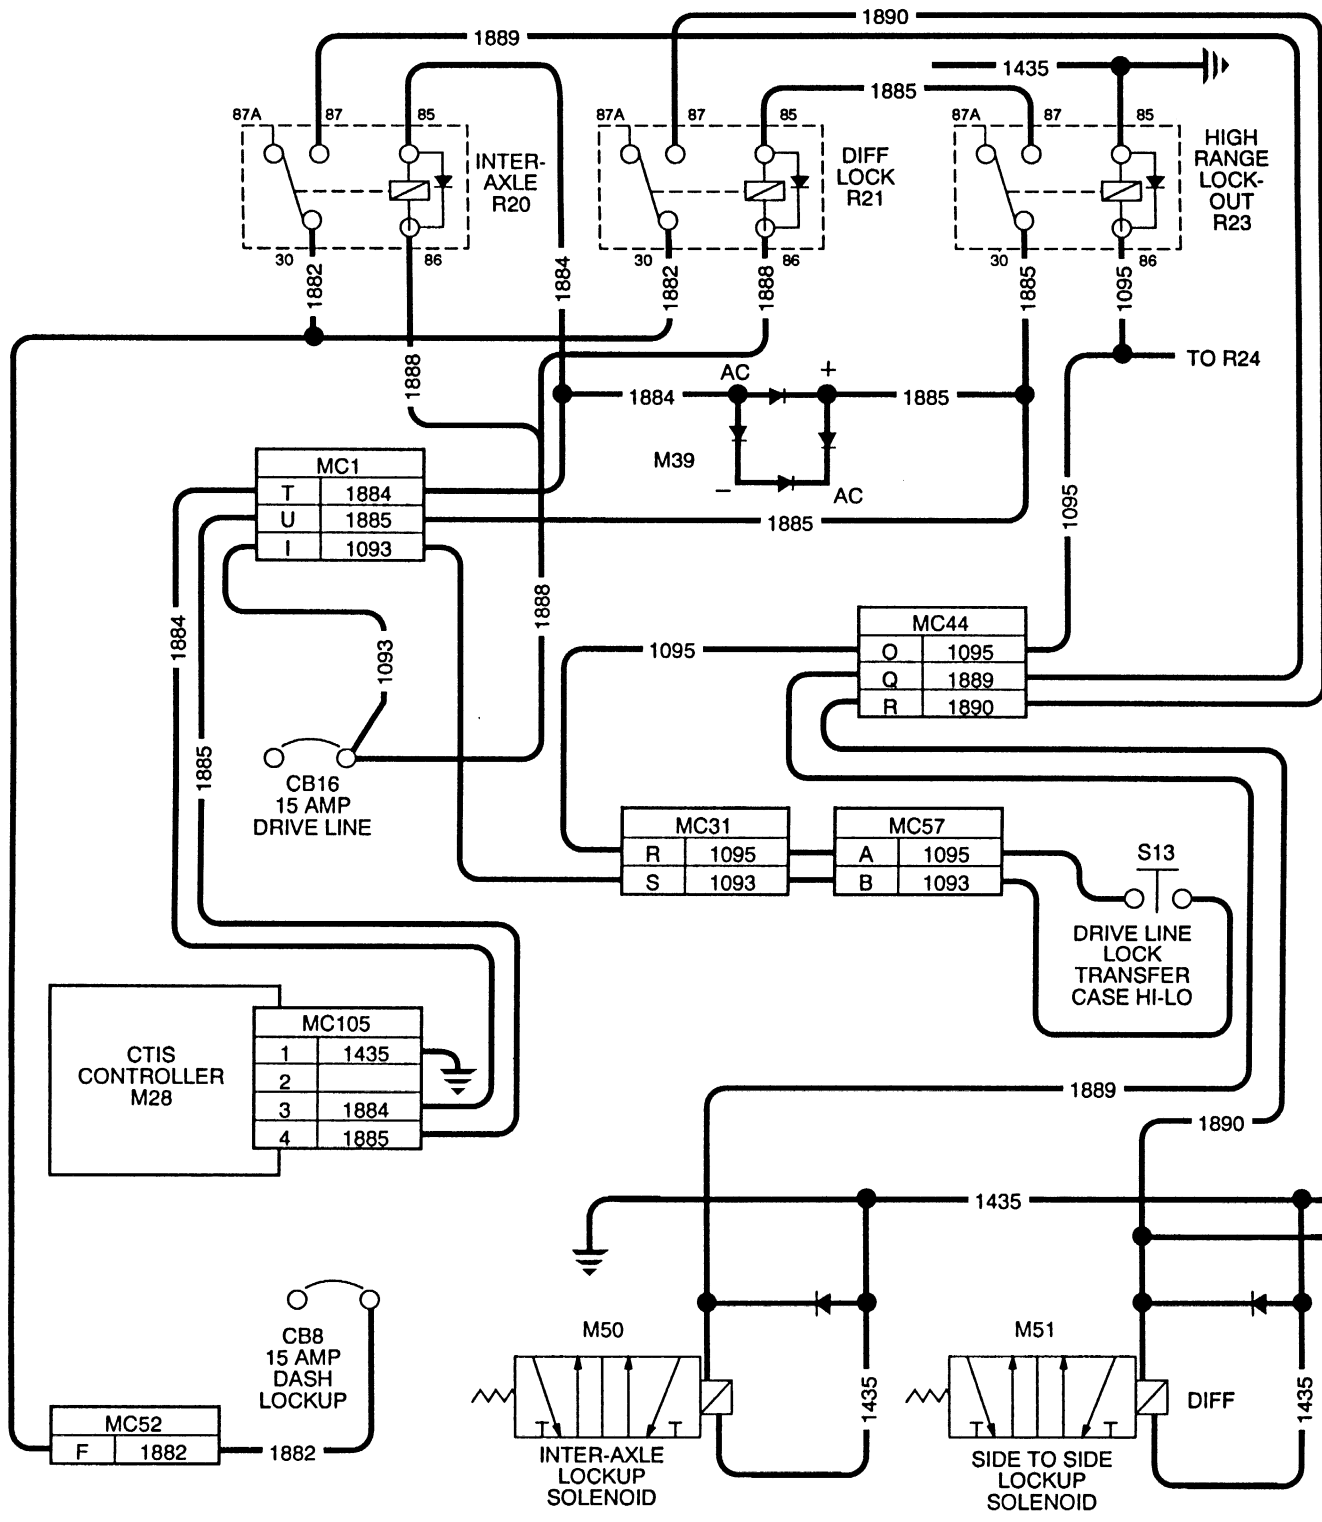 1890
1889
1435
1885
87A 87 85
INTER-
AXLE
R20
30 86
87A 87 85
DIFF
LOCK
R21
30 86
87A 87 85
HIGH
RANGE
LOCK-
OUT
R23
30 86
1882
1888
1884
1882
1888
1885
1095
TO R24
1884
AC
+
1885
M39
−
AC
1885
MC1
T 1884
U 1885
I 1093
1884
1885
1093
1888
1095
1095
MC44
O 1095
Q 1889
R 1890
CB16
15 AMP
DRIVE LINE
MC31
R 1095
S 1093
MC57
A 1095
B 1093
S13
DRIVE LINE
LOCK
TRANSFER
CASE HI-LO
CTIS
CONTROLLER
M28
MC105
1 1435
2
3 1884
4 1885
1889
1890
1435
CB8
15 AMP
DASH
LOCKUP
MC52
F 1882
1882
M50
1435
INTER-AXLE
LOCKUP
SOLENOID
M51
DIFF
1435
SIDE TO SIDE
LOCKUP
SOLENOID